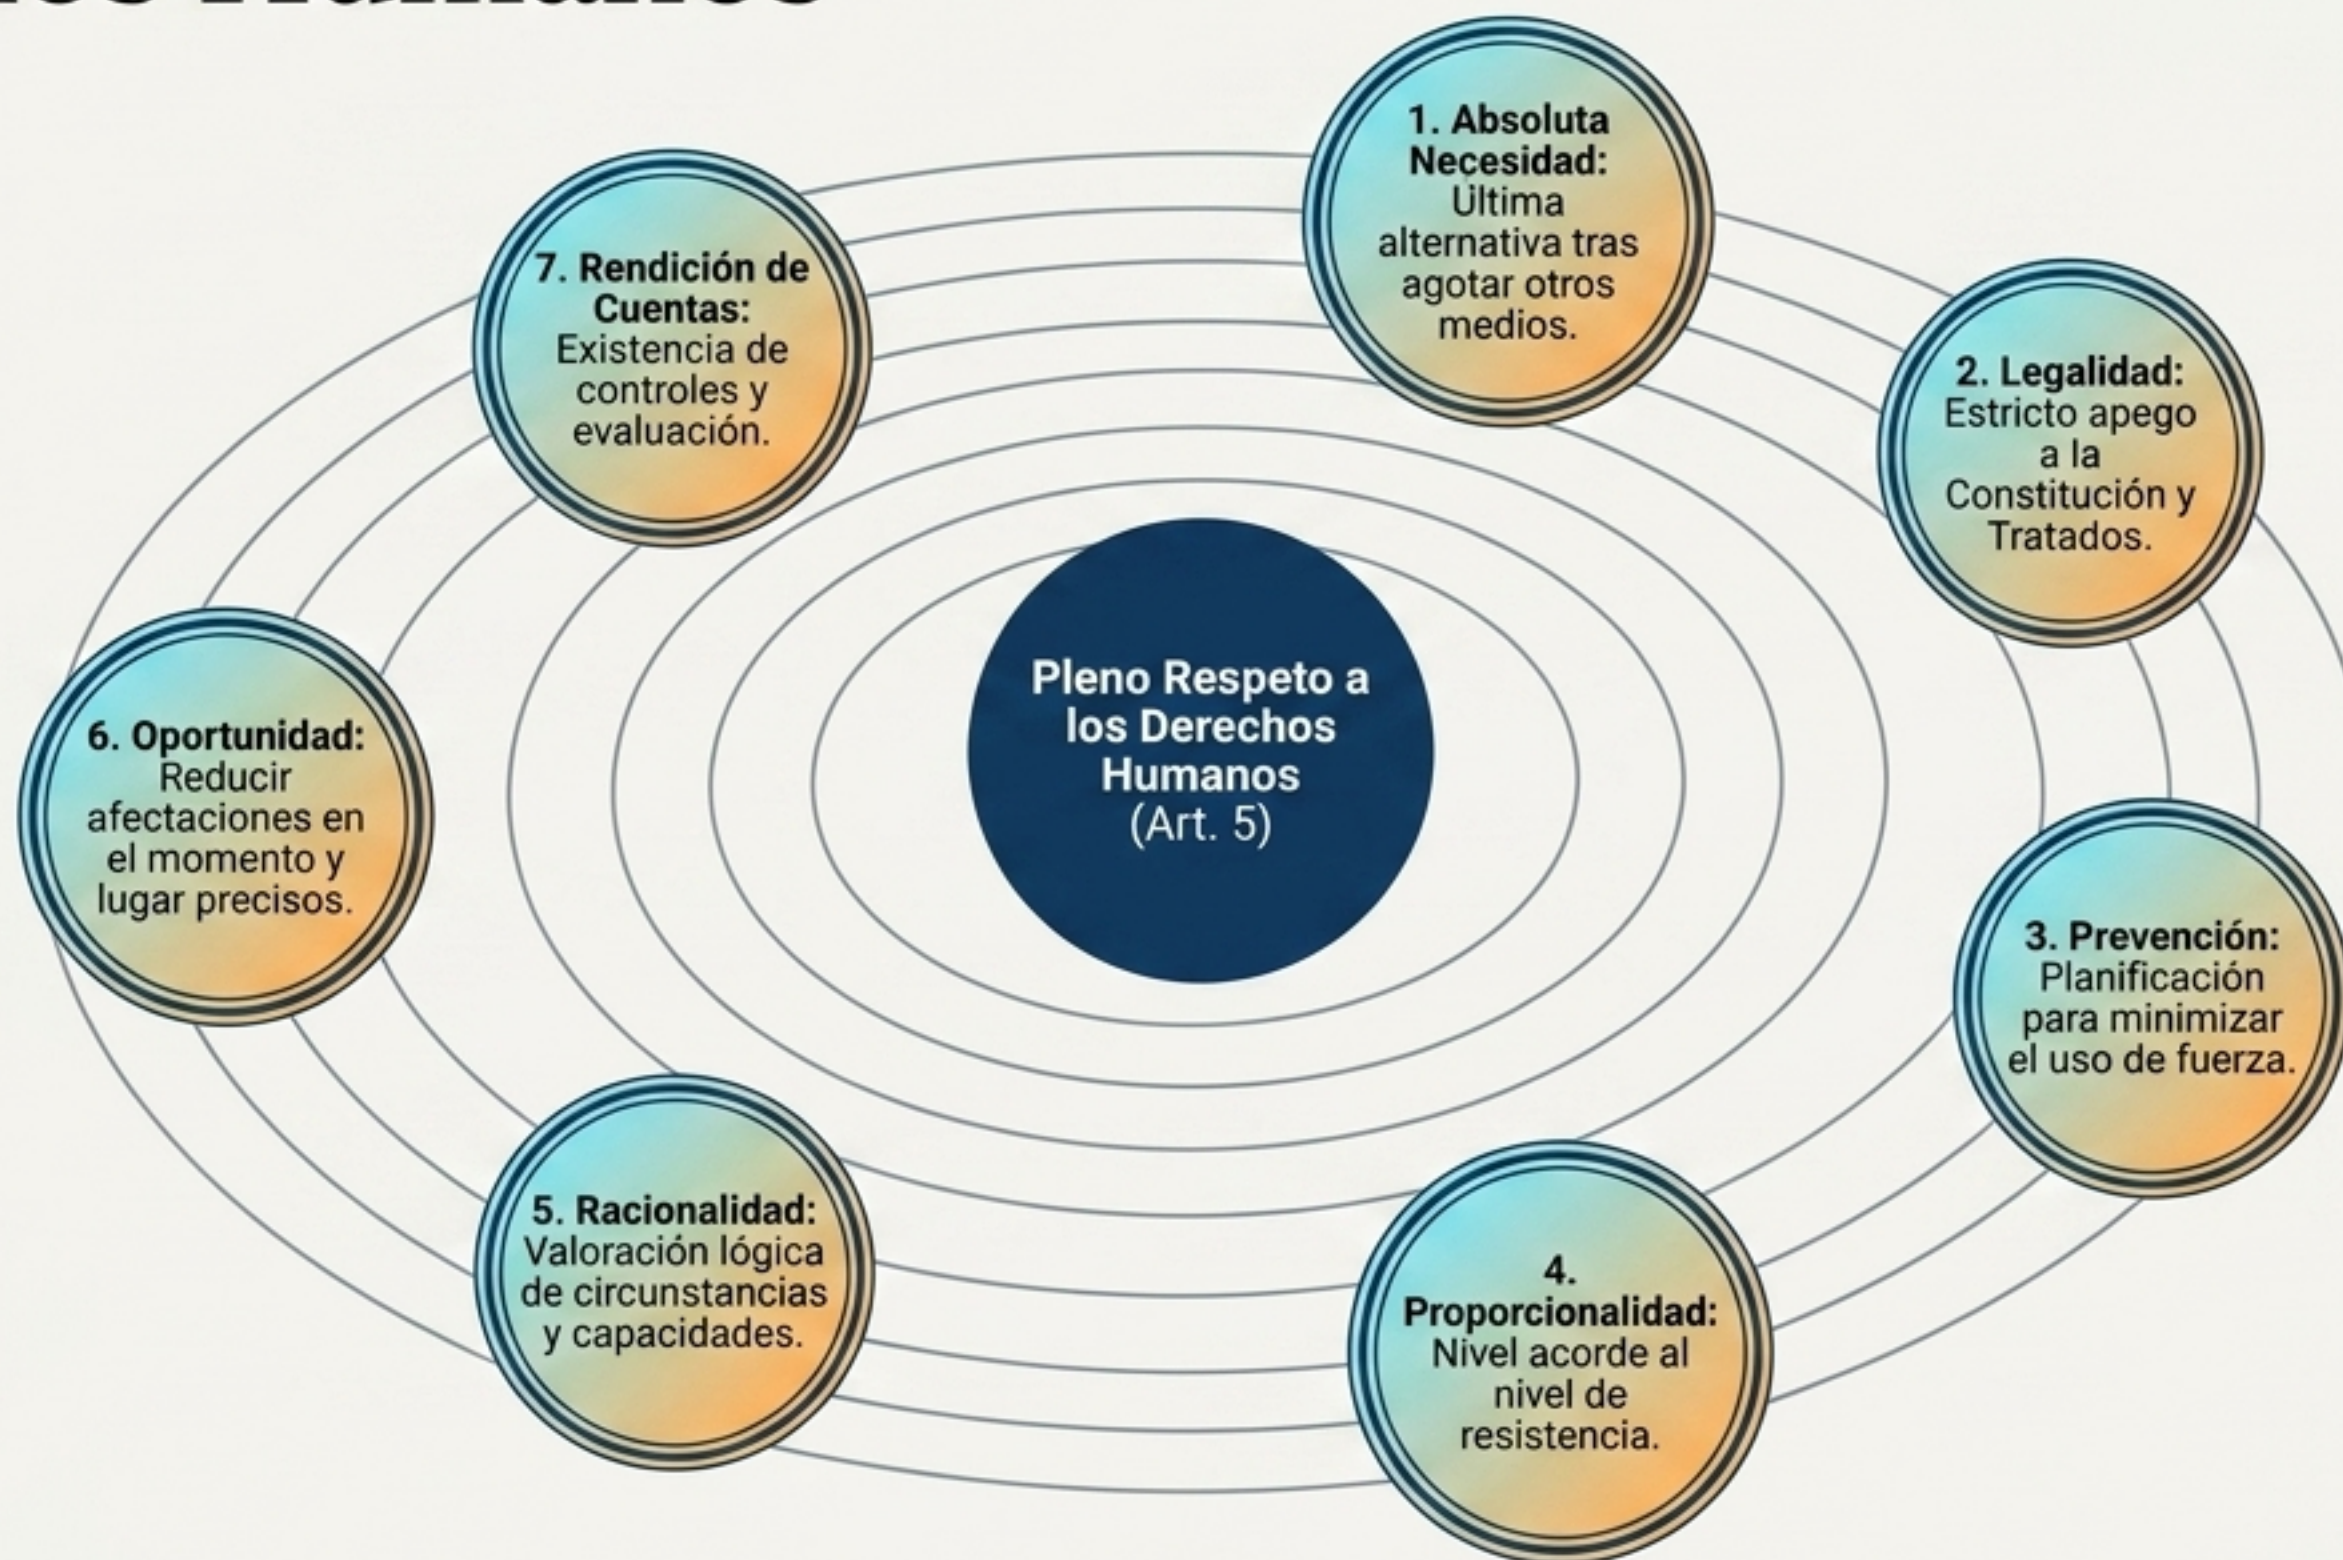 1. Absoluta
Necesidad:
Última
alternativa tras
agotar otros
medios.
2. Legalidad:
Estricto apego
a la
Constitución y
Tratados.
3. Prevención:
Planificación
para minimizar
el uso de fuerza.
4.
Proporcionalidad:
Nivel acorde al
nivel de
resistencia.
5. Racionalidad:
Valoración lógica
de circunstancias
y capacidades.
6. Oportunidad:
Reducir
afectaciones en
el momento y
lugar precisos.
7. Rendición de
Cuentas:
Existencia de
controles y
evaluación.
Pleno Respeto a
los Derechos
Humanos
(Art. 5)